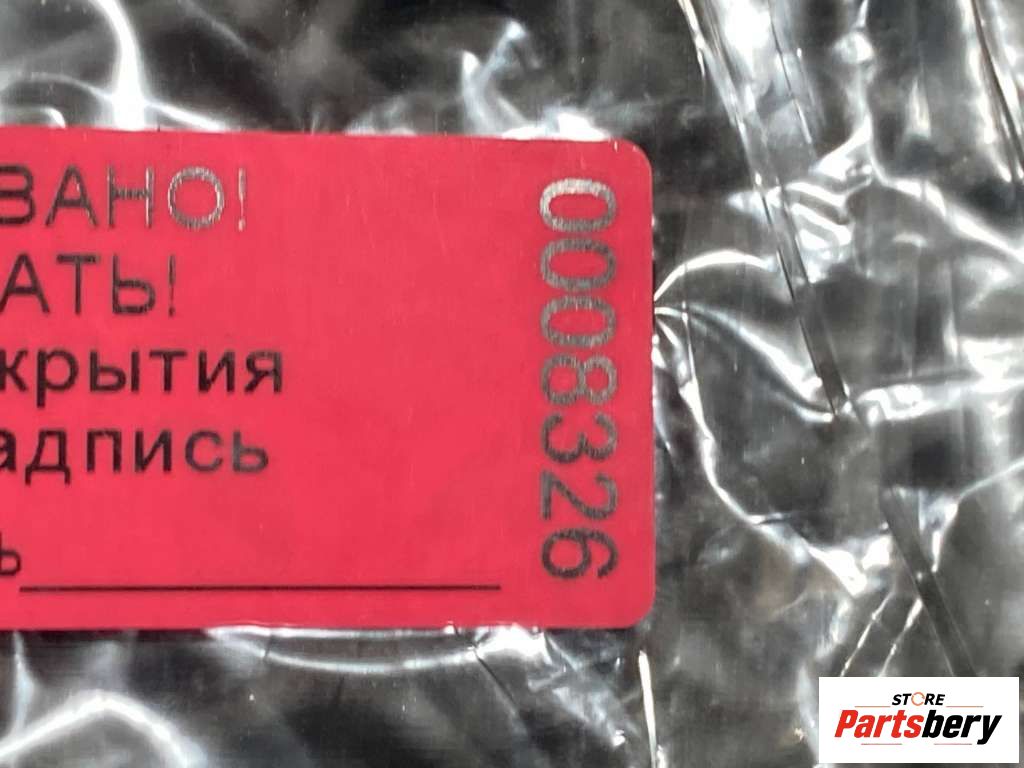 ВАНО!
АТЬ!
крытия
адпись
ь
0008326
STORE
Partsbery